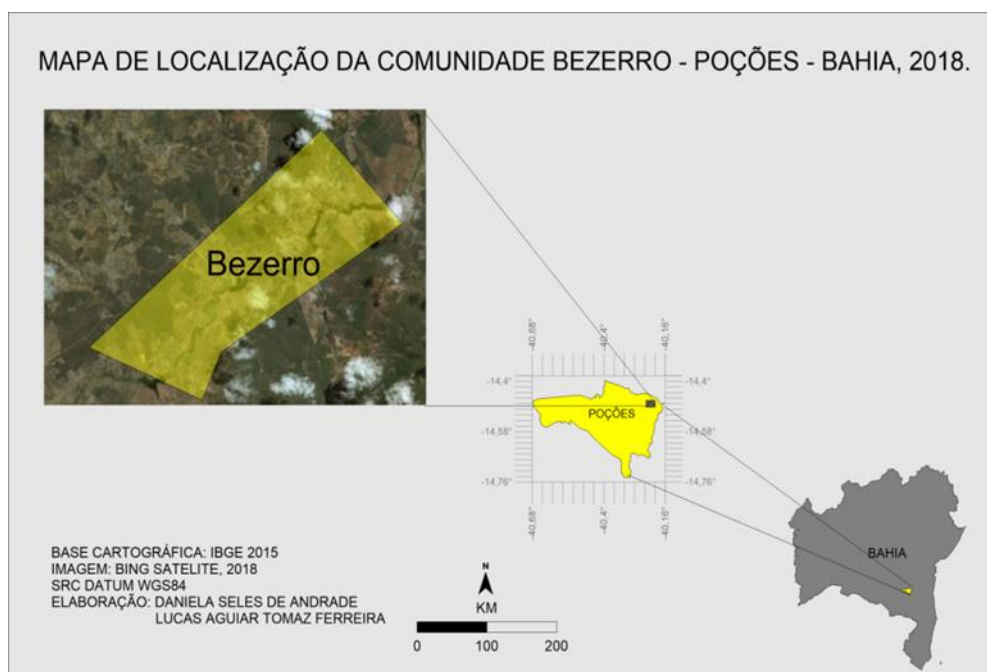 MAPA DE LOCALIZAÇÃO DA COMUNIDADE BEZERRO - POÇÕES - BAHIA, 2018.
Bezerro
-40,68°
-40,4°
-40,16°
-14,4°
-14,4°
POÇÕES
-14,58°
-14,58°
-14,76°
-14,76°
-40,68°
-40,4°
-40,16°
BAHIA
BASE CARTOGRÁFICA: IBGE 2015
IMAGEM: BING SATELITE, 2018
SRC DATUM WGS84
ELABORAÇÃO: DANIELA SELES DE ANDRADE
LUCAS AGUIAR TOMAZ FERREIRA
N
KM
0 100 200